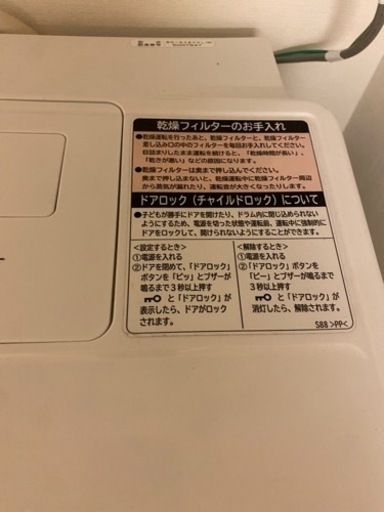 乾燥フィルターのお手入れ
●乾燥運転を行ったあと、乾燥フィルターと、乾燥フィルター
差し込み口の中のフィルターを毎回お手入れしてください。
目詰まりしたまま運転を続けると、「乾燥時間が長い」、
「乾きが悪い」などの原因になります。
●乾燥フィルターは奥まで押し込んでください。
奥まで押し込まないと、乾燥運転中に乾燥フィルター周辺
から蒸気が漏れたり、運転音が大きくなったりします。
ドアロック(チャイルドロック)について
●子どもが勝手にドアを開けたり、ドラム内に閉じ込められない
ようにするため、電源を切った状態や運転前、運転中に強制的に
ドアをロックして、開けられないようにすることができます。
<設定するとき>
①電源を入れる
②ドアを閉めて、「ドアロック」
ボタンを「ピッ」とブザーが
鳴るまで3秒以上押す
と「ドアロック」が
表示したら、ドアがロック
されます。
<解除するとき>
①電源を入れる
②「ドアロック」ボタンを
「ピー」とブザーが鳴るまで
3秒以上押す
と「ドアロック」が
消灯したら、解除されます。
S88 >PP<